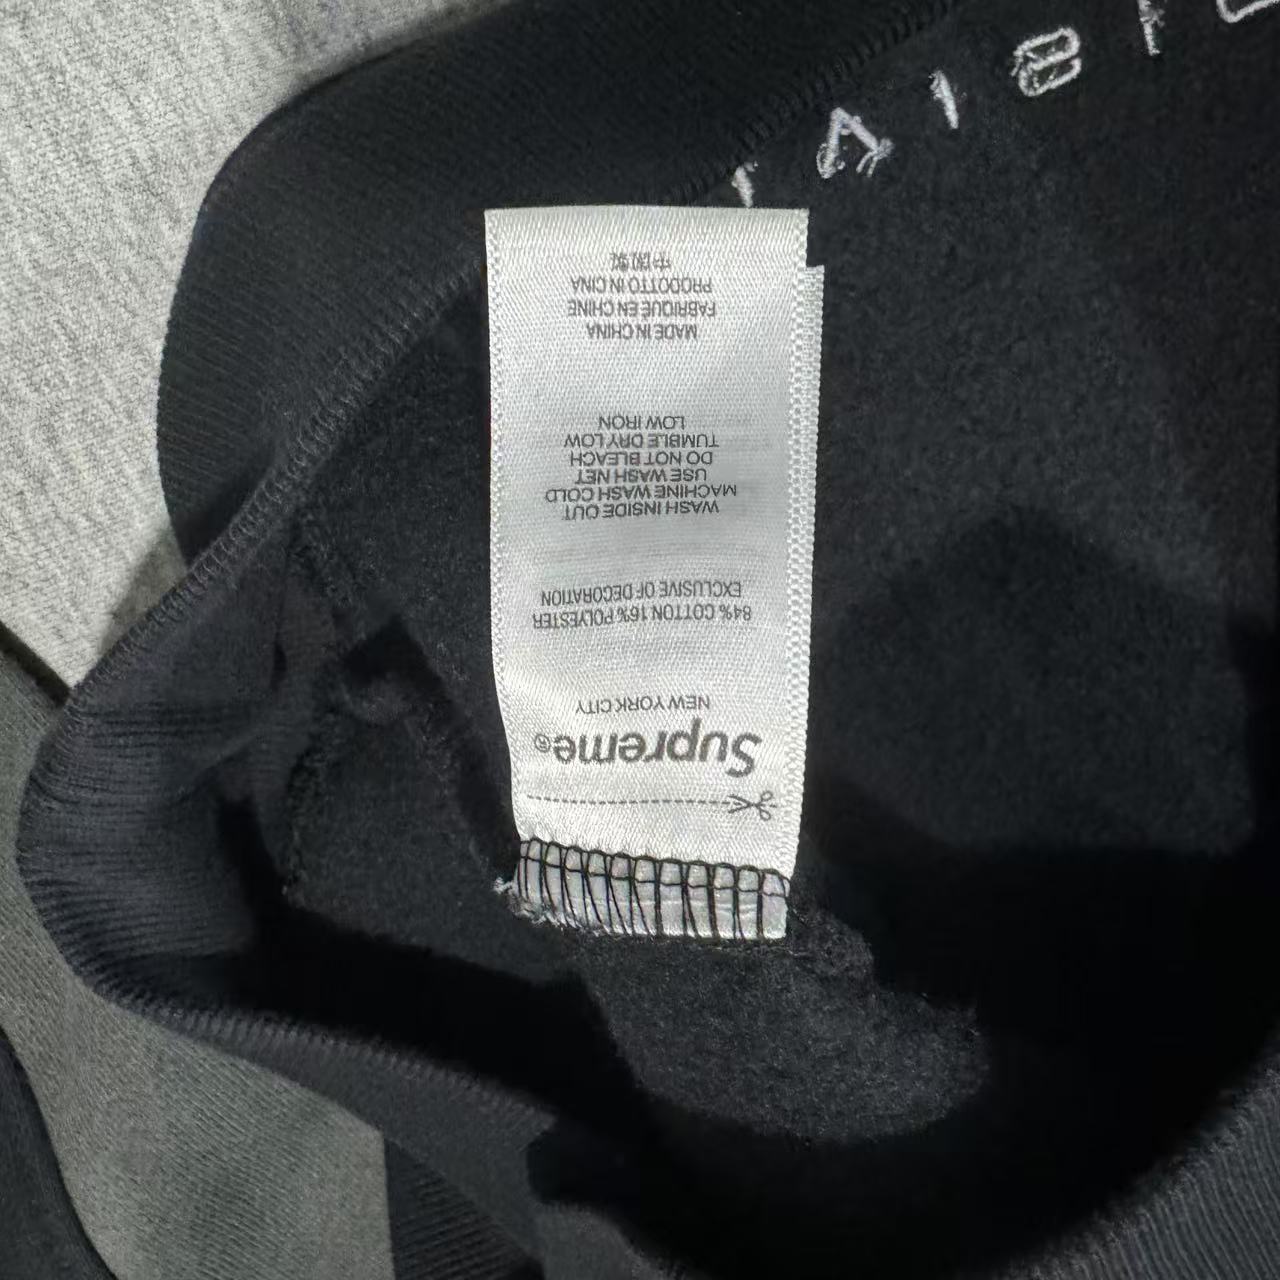 Supreme®
NEW YORK CITY
84% COTTON 16% POLYESTER
EXCLUSIVE OF DECORATION
WASH INSIDE OUT
MACHINE WASH COLD
USE WASH NET
DO NOT BLEACH
TUMBLE DRY LOW
LOW IRON
MADE IN CHINA
FABRIQUÉ EN CHINE
PRODOTTO IN CINA
中国製